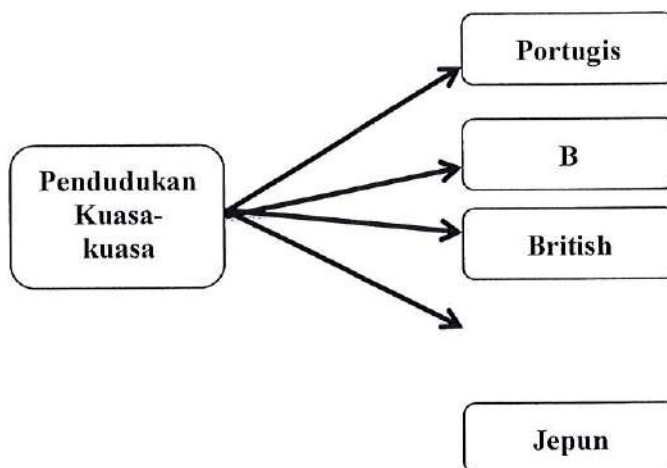 Portugis
B
Pendudukan
Kuasa-
kuasa
British
Jepun